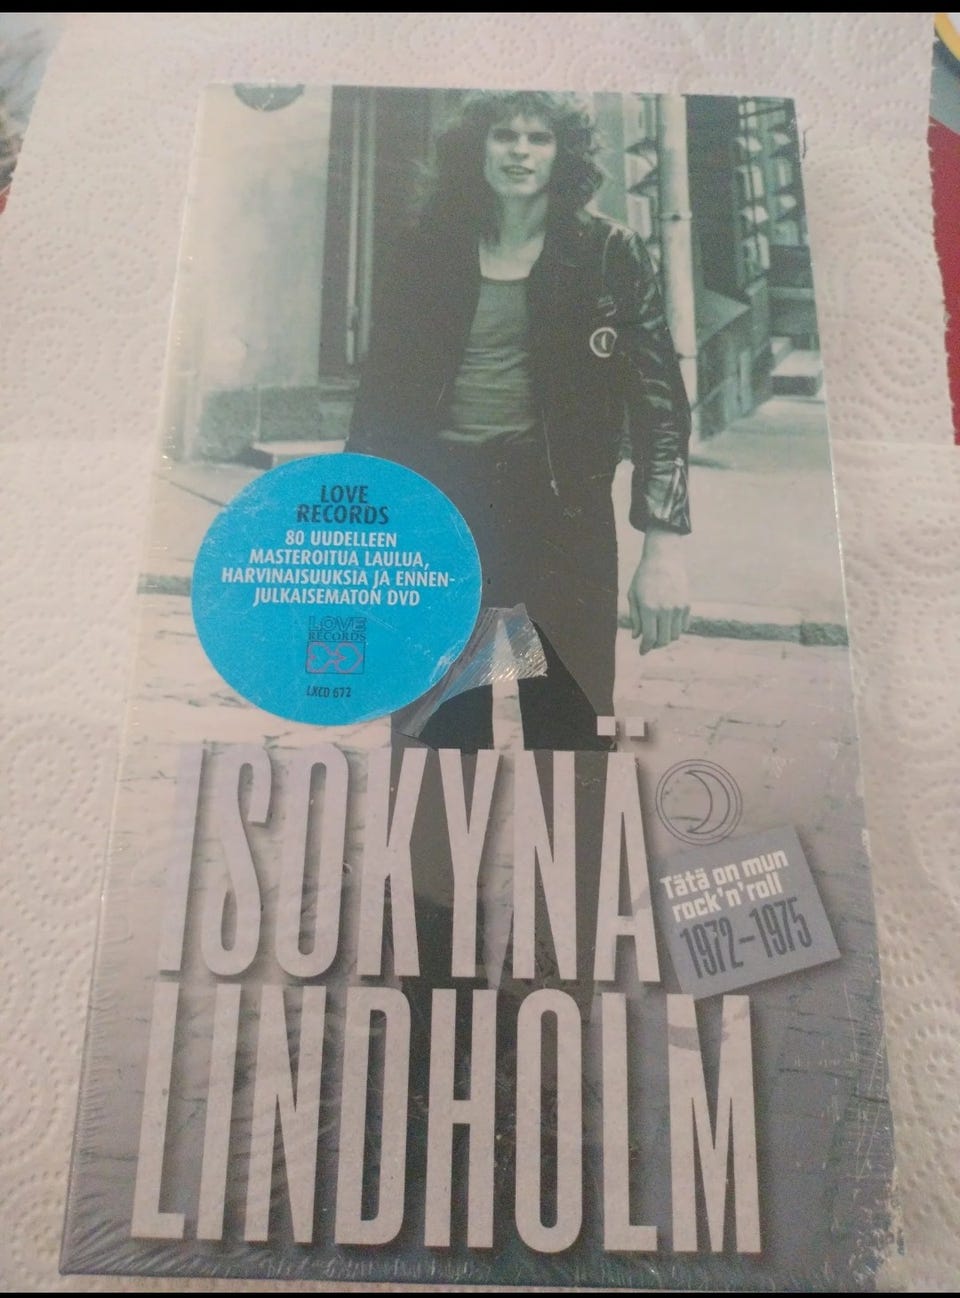 LOVE
RECORDS
80 UUDELLEEN
MASTEROITUA LAULUA,
HARVINAISUUKSIA JA ENNEN-
JULKAISEMATON DVD
LOVE
RECORDS
LXCD 672
ISOKYNÄ
Tätä on mun
rock'n'roll
1972–1975
LINDHOLM